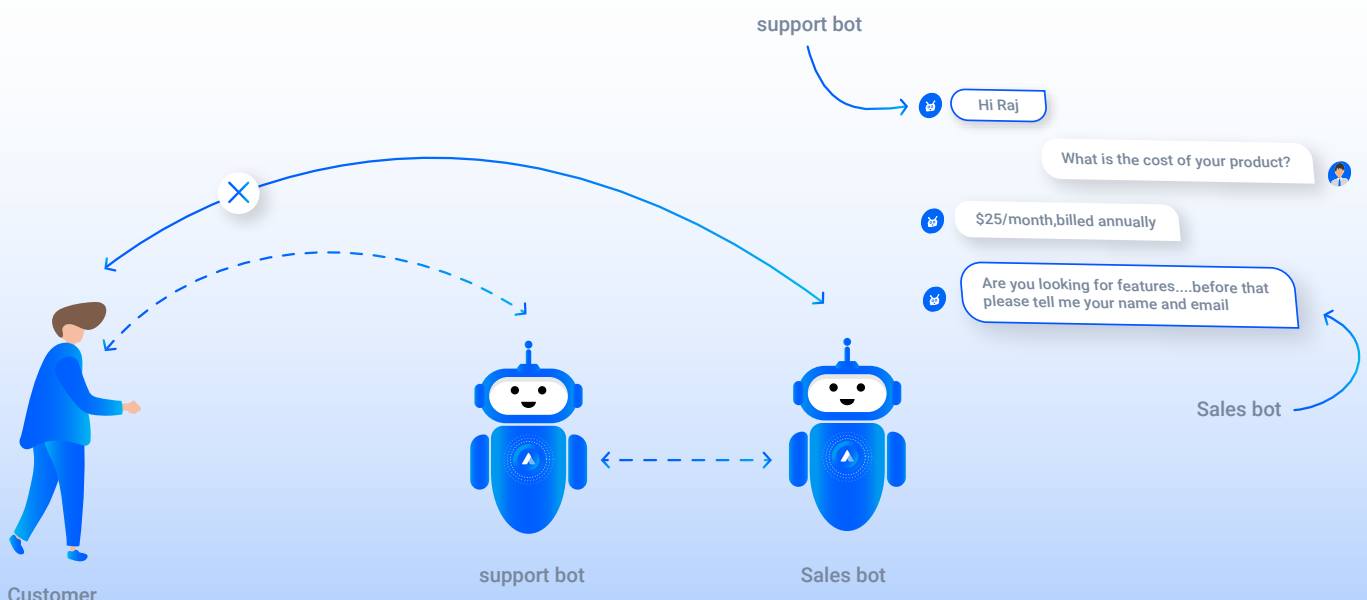 support bot
Hi Raj
What is the cost of your product?
$25/month,billed annually
Are you looking for features....before that
please tell me your name and email
Sales bot
support bot
Sales bot
Customer